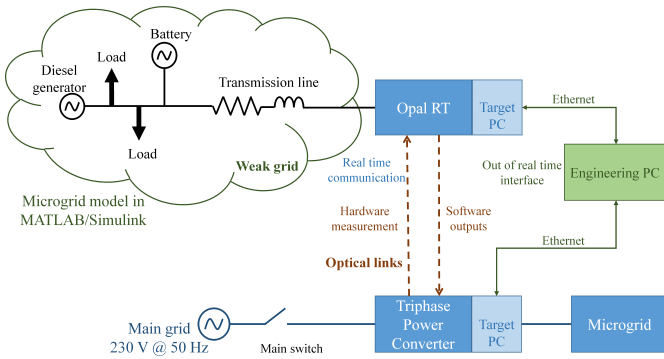 Battery
Load
Diesel
generator
Transmission line
Load
Weak grid
Microgrid model in
MATLAB/Simulink
Opal RT
Target
PC
Ethernet
Real time
communication
Out of real time
interface
Engineering PC
Hardware
measurement
Software
outputs
Optical links
Ethernet
Main grid
230 V @ 50 Hz
Main switch
Triphase
Power
Converter
Target
PC
Microgrid